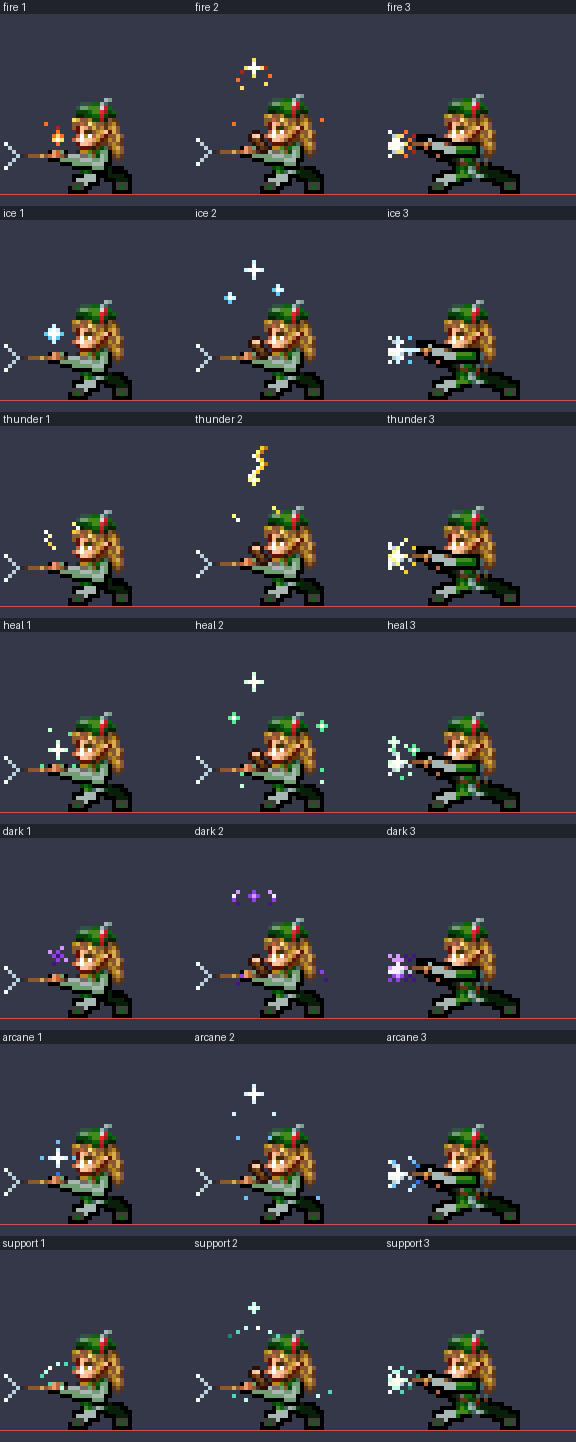 fire 1 fire 2 fire 3
ice 1 ice 2 ice 3
thunder 1 thunder 2 thunder 3
heal 1 heal 2 heal 3
dark 1 dark 2 dark 3
arcane 1 arcane 2 arcane 3
support 1 support 2 support 3